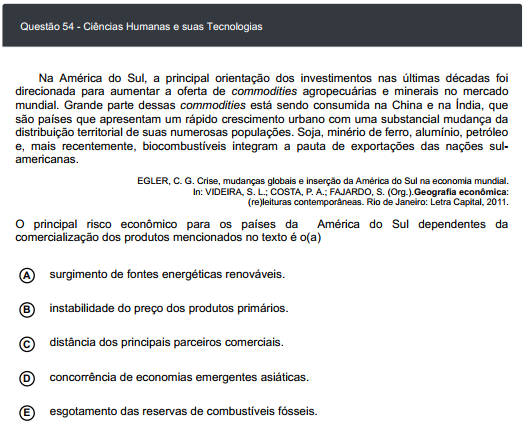 Questão 54 - Ciências Humanas e suas Tecnologias
Na América do Sul, a principal orientação dos investimentos nas últimas décadas foi
direcionada para aumentar a oferta de commodities agropecuárias e minerais no mercado
mundial. Grande parte dessas commodities está sendo consumida na China e na Índia, que
são países que apresentam um rápido crescimento urbano com uma substancial mudança da
distribuição territorial de suas numerosas populações. Soja, minério de ferro, alumínio, petróleo
e, mais recentemente, biocombustíveis integram a pauta de exportações das nações sul-
americanas.
EGLER, C. G. Crise, mudanças globais e inserção da América do Sul na economia mundial.
In: VIDEIRA, S. L.; COSTA, P. A.; FAJARDO, S. (Org.).Geografia econômica:
(re)leituras contemporâneas. Rio de Janeiro: Letra Capital, 2011.
O principal risco econômico para os países da América do Sul dependentes da
comercialização dos produtos mencionados no texto é o(a)
A surgimento de fontes energéticas renováveis.
B instabilidade do preço dos produtos primários.
C distância dos principais parceiros comerciais.
D concorrência de economias emergentes asiáticas.
E esgotamento das reservas de combustíveis fósseis.